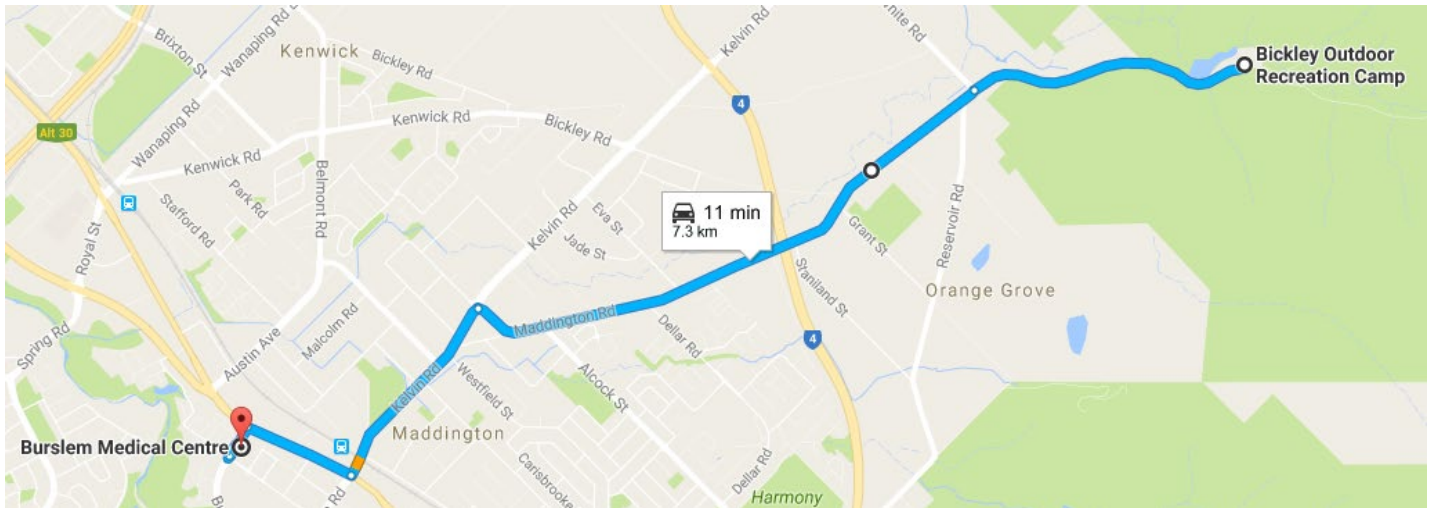 Wanaping Rd
Brixton St
Kenwick
Bickley Rd
Kelvin Rd
4
Bickley Outdoor
Recreation Camp
Alt 30
Wanaping Rd
Kenwick Rd
Bickley Rd
Kenwick Rd
Belmont Rd
Park Rd
Stafford Rd
Royal St
11 min
7.3 km
Eva St
Kelvin Rd
Jade St
Grant St
Reservoir Rd
Staniland St
Orange Grove
Malcolm Rd
Maddington Rd
Spring Rd
Austin Ave
Dellar Rd
4
Kelvin Rd
Westfield St
Alcock St
Burslem Medical Centre
Maddington
Carisbrooke
Dellar Rd
Harmony